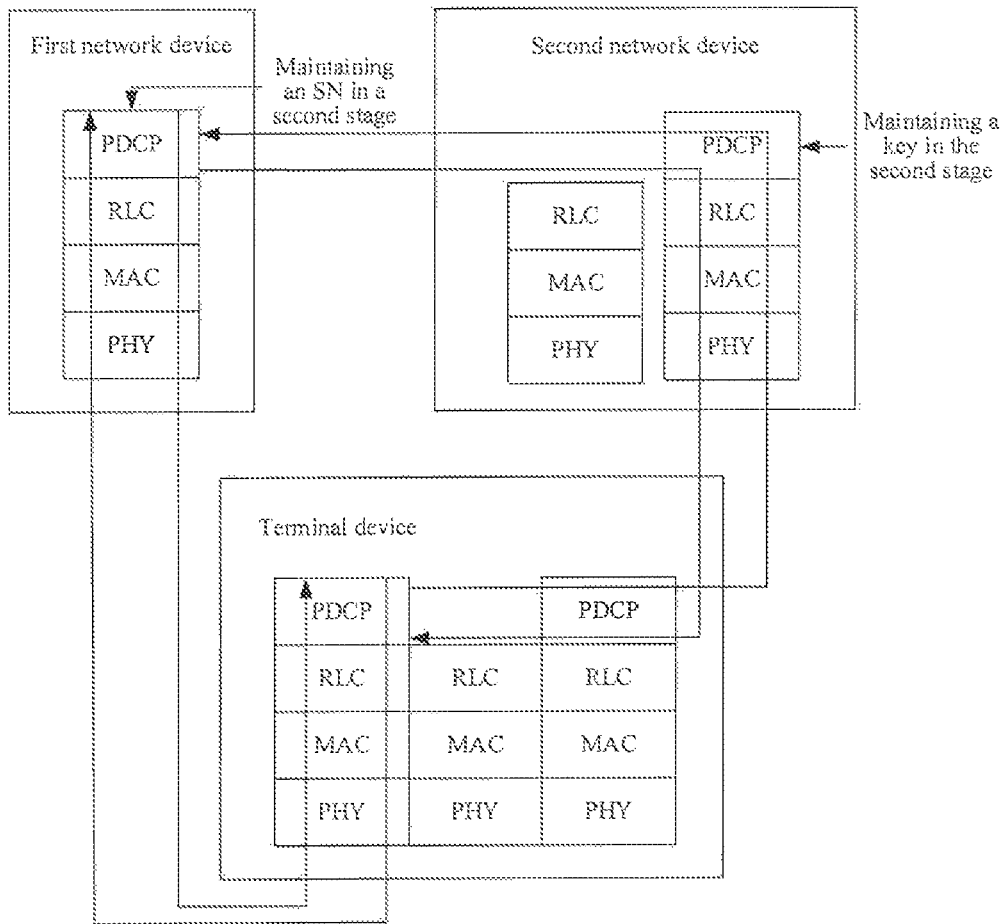 First network device
Maintaining
an SN in a
second stage
PDCP
RLC
MAC
PHY
Second network device
RLC
MAC
PHY
PDCP
RLC
MAC
PHY
Maintaining a
key in the
second stage
Terminal device
PDCP
PDCP
RLC
RLC
RLC
MAC
MAC
MAC
PHY
PHY
PHY